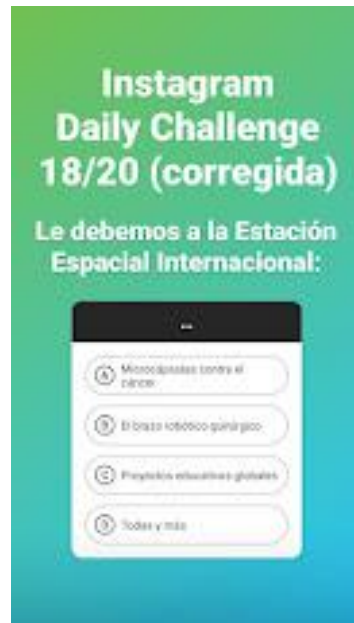 Instagram
Daily Challenge
18/20 (corregida)
Le debemos a la Estación
Espacial Internacional:
...
A Microcápsulas contra el
cáncer
B El brazo robótico quirúrgico
C Proyectos educativos globales
D Todas y más